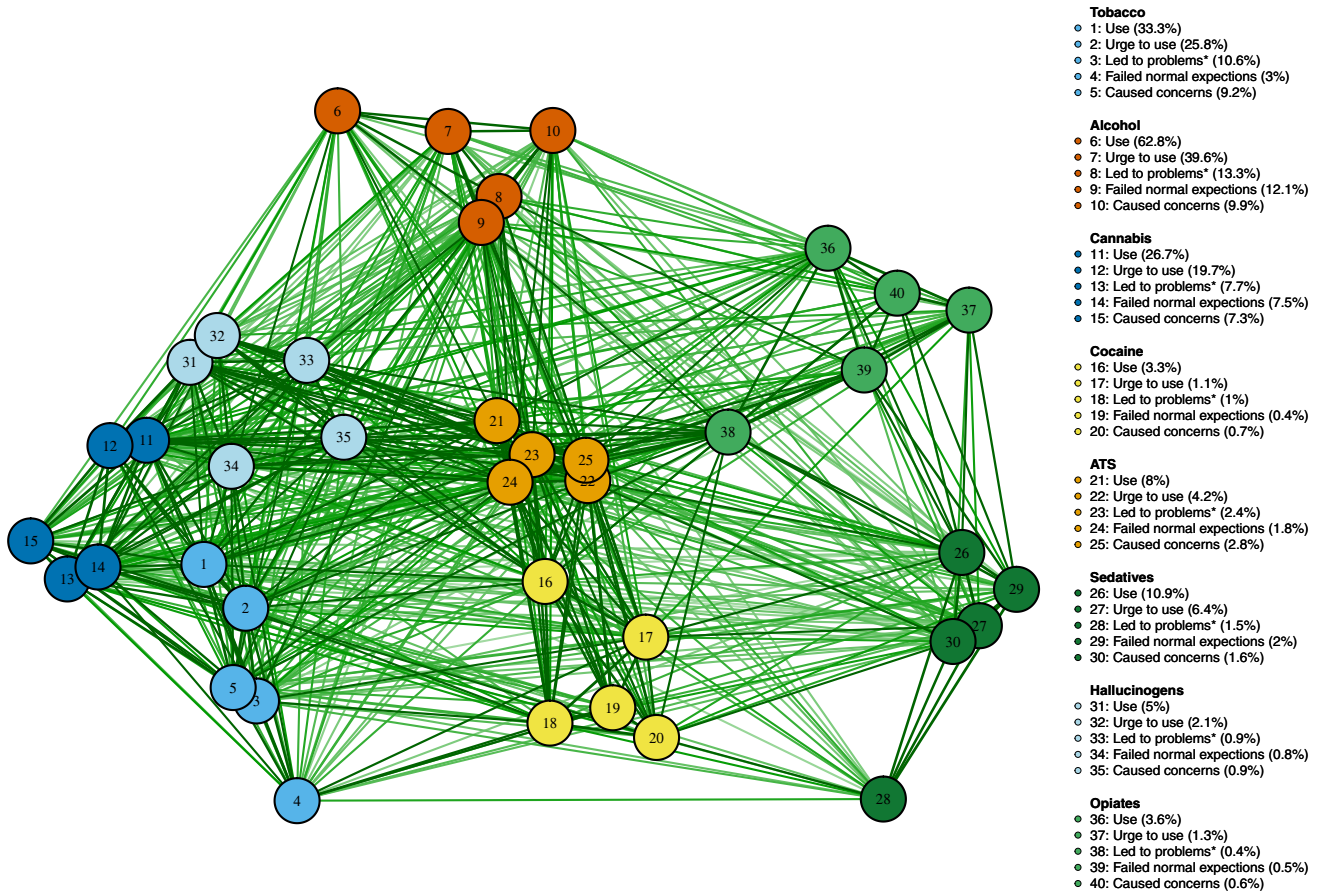 Tobacco
1: Use (33.3%)
2: Urge to use (25.8%)
3: Led to problems* (10.6%)
4: Failed normal expections (3%)
5: Caused concerns (9.2%)
Alcohol
6: Use (62.8%)
7: Urge to use (39.6%)
8: Led to problems* (13.3%)
9: Failed normal expections (12.1%)
10: Caused concerns (9.9%)
Cannabis
11: Use (26.7%)
12: Urge to use (19.7%)
13: Led to problems* (7.7%)
14: Failed normal expections (7.5%)
15: Caused concerns (7.3%)
Cocaine
16: Use (3.3%)
17: Urge to use (1.1%)
18: Led to problems* (1%)
19: Failed normal expections (0.4%)
20: Caused concerns (0.7%)
ATS
21: Use (8%)
22: Urge to use (4.2%)
23: Led to problems* (2.4%)
24: Failed normal expections (1.8%)
25: Caused concerns (2.8%)
Sedatives
26: Use (10.9%)
27: Urge to use (6.4%)
28: Led to problems* (1.5%)
29: Failed normal expections (2%)
30: Caused concerns (1.6%)
Hallucinogens
31: Use (5%)
32: Urge to use (2.1%)
33: Led to problems* (0.9%)
34: Failed normal expections (0.8%)
35: Caused concerns (0.9%)
Opiates
36: Use (3.6%)
37: Urge to use (1.3%)
38: Led to problems* (0.4%)
39: Failed normal expections (0.5%)
40: Caused concerns (0.6%)
6
7
10
8
9
36
40
37
32
31
33
39
21
38
12
11
35
23
25
34
24
22
15
26
14
1
13
16
29
2
27
17
30
5
3
19
18
20
4
28